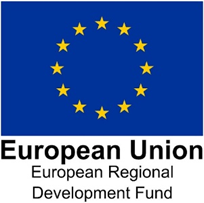 European Union
European Regional
Development Fund